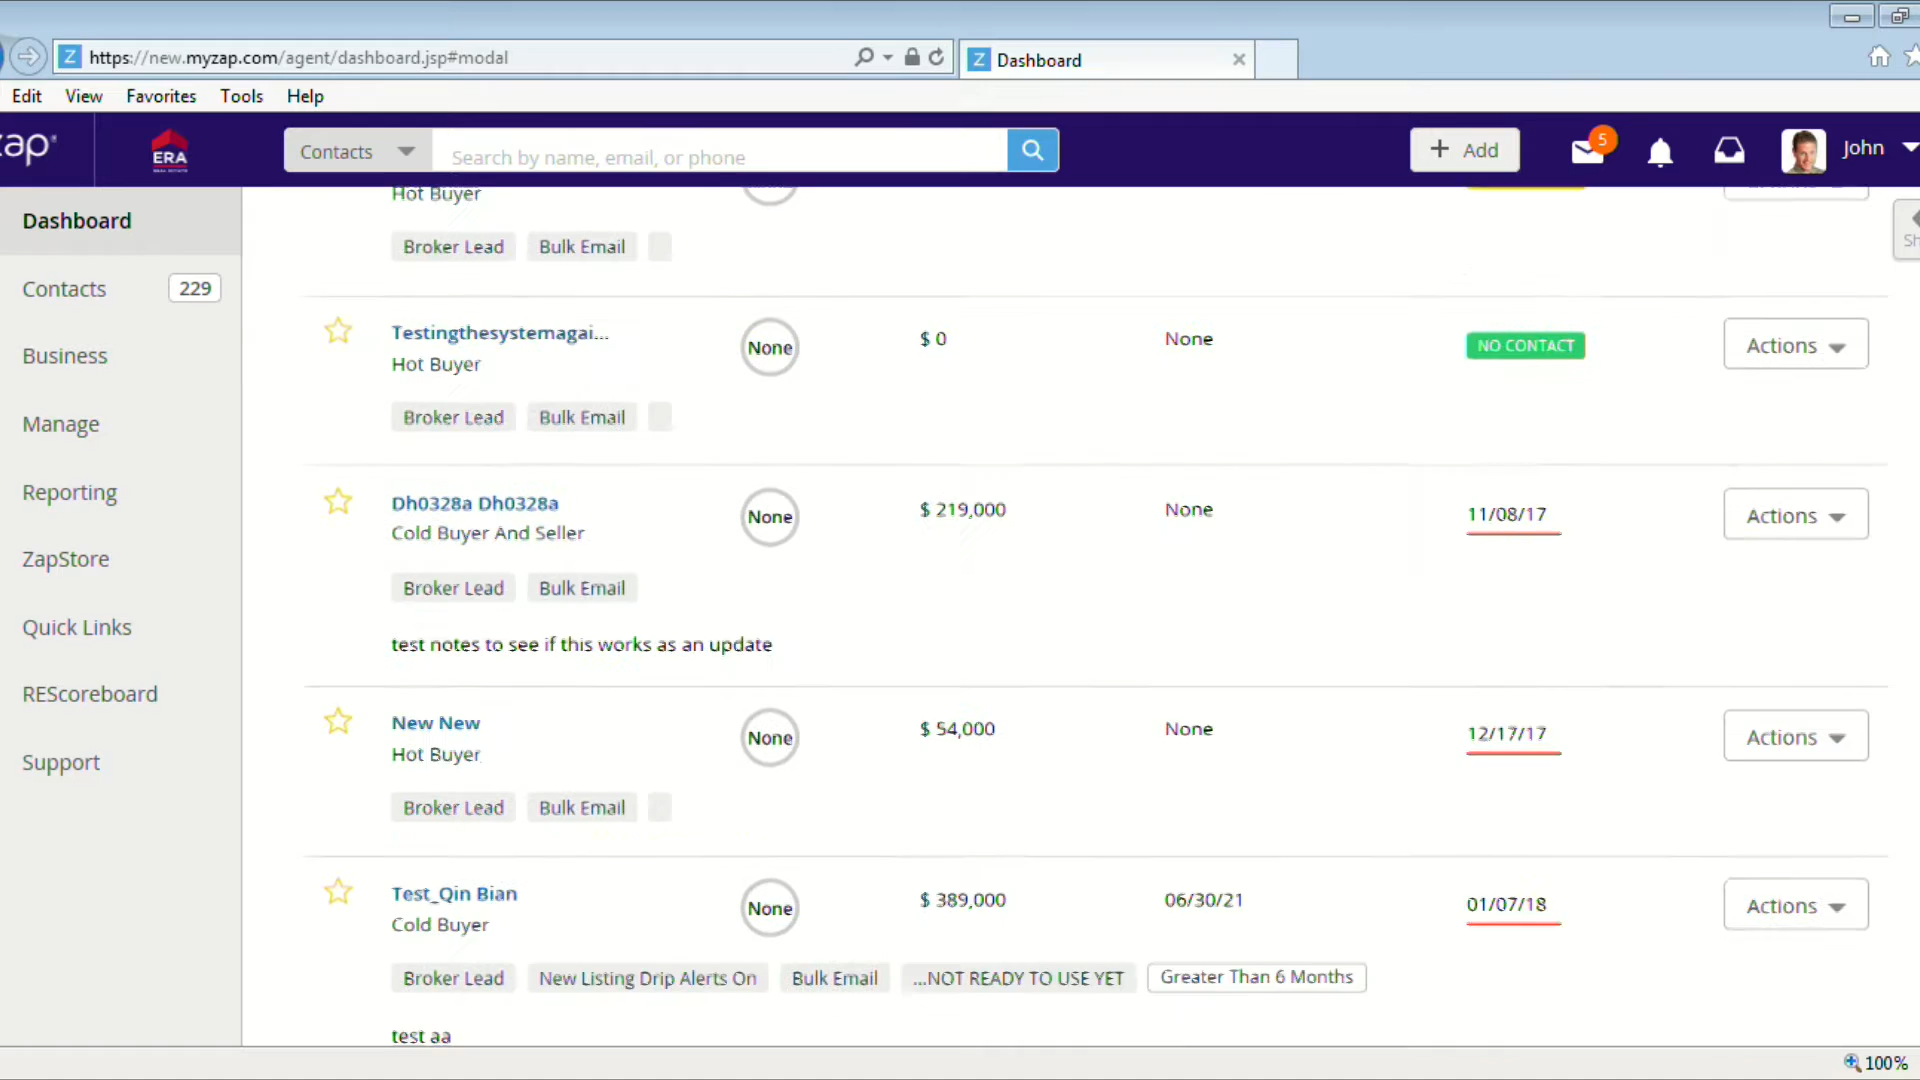 https://new.myzap.com/agent/dashboard.jsp#modal
Dashboard
Edit View Favorites Tools Help
zap®
ERA
REAL ESTATE
Contacts
Search by name, email, or phone
+ Add
5
John
Dashboard
Contacts 229
Business
Manage
Reporting
ZapStore
Quick Links
REScoreboard
Support
Hot Buyer
Broker Lead Bulk Email
Testingthesystemagai... None $ 0 None NO CONTACT Actions
Hot Buyer
Broker Lead Bulk Email
Dh0328a Dh0328a None $ 219,000 None 11/08/17 Actions
Cold Buyer And Seller
Broker Lead Bulk Email
test notes to see if this works as an update
New New None $ 54,000 None 12/17/17 Actions
Hot Buyer
Broker Lead Bulk Email
Test_Qin Bian None $ 389,000 06/30/21 01/07/18 Actions
Cold Buyer
Broker Lead New Listing Drip Alerts On Bulk Email ...NOT READY TO USE YET Greater Than 6 Months
test aa
100%